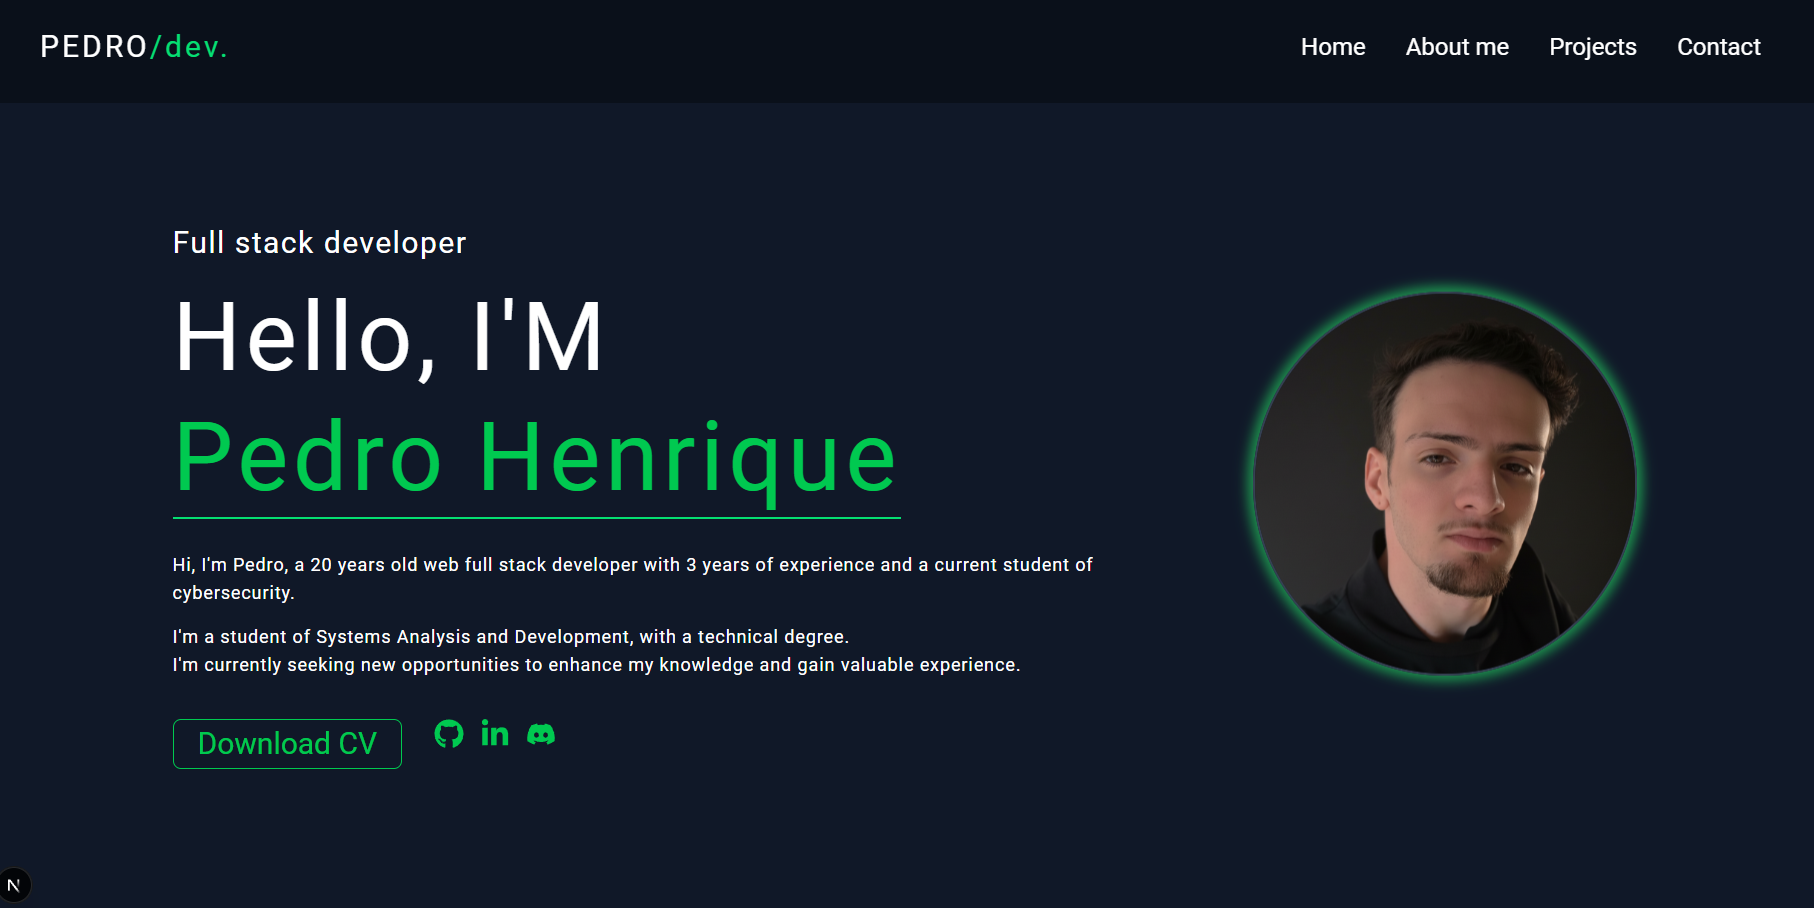 PEDRO/dev.
Home
About me
Projects
Contact
Full stack developer
Hello, I'M
Pedro Henrique
Hi, I'm Pedro, a 20 years old web full stack developer with 3 years of experience and a current student of
cybersecurity.
I'm a student of Systems Analysis and Development, with a technical degree.
I'm currently seeking new opportunities to enhance my knowledge and gain valuable experience.
Download CV
in
N